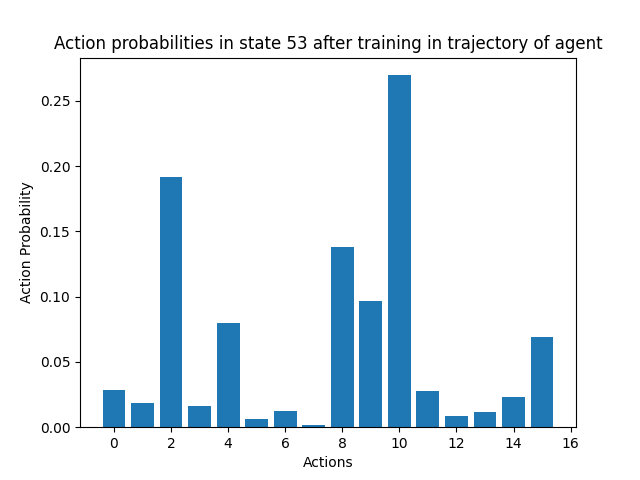 Action probabilities in state 53 after training in trajectory of agent
0.25
0.20
0.15
0.10
0.05
0.00
Action Probability
0 2 4 6 8 10 12 14 16
Actions